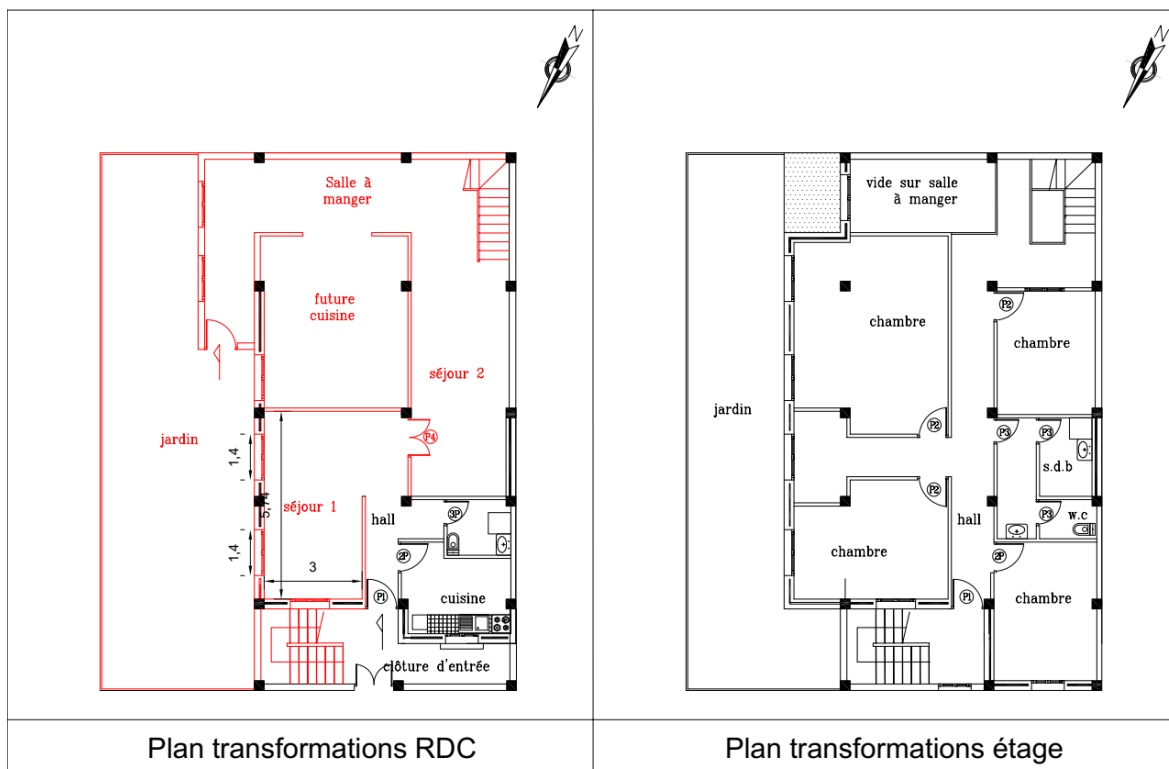 N
Salle à
manger
future
cuisine
séjour 2
jardin
P4
1,4
5,74
séjour 1
hall
3P
1,4
3
2P
P1
cuisine
clôture d'entrée
Plan transformations RDC
N
vide sur salle
à manger
P2
chambre
chambre
jardin
P2
P3
P3
s.d.b
P2
P3
w.c
hall
chambre
2P
P1
chambre
Plan transformations étage